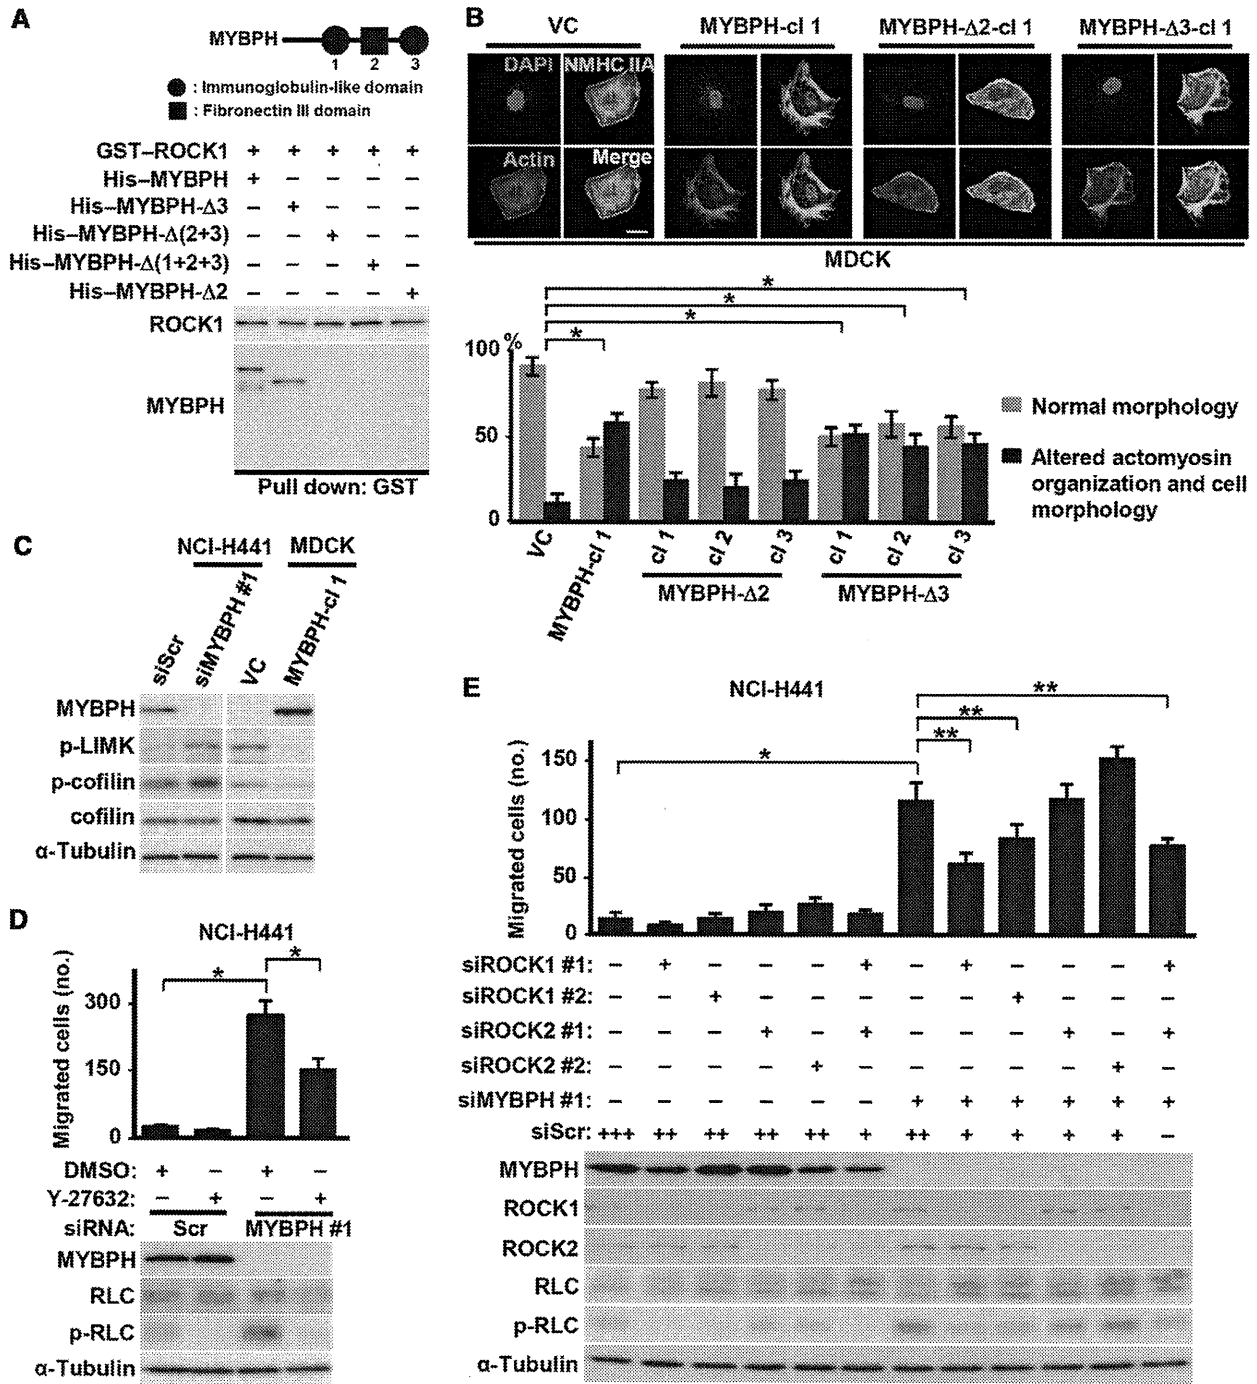 A
MYBPH
1 2 3
: Immunoglobulin-like domain
: Fibronectin III domain
GST–ROCK1 + + + + +
His–MYBPH + – – – –
His–MYBPH-Δ3 – + – – –
His–MYBPH-Δ(2+3) – – + – –
His–MYBPH-Δ(1+2+3) – – – + –
His–MYBPH-Δ2 – – – – +
ROCK1
MYBPH
Pull down: GST
B
VC MYBPH-cl 1 MYBPH-Δ2-cl 1 MYBPH-Δ3-cl 1
DAPI NMHC IIA
Actin Merge
MDCK
* * * *
100 %
50
0
VC MYBPH-cl 1 cl 1 cl 2 cl 3 cl 1 cl 2 cl 3
MYBPH-Δ2 MYBPH-Δ3
Normal morphology
Altered actomyosin
organization and cell
morphology
C
NCI-H441 MDCK
siScr siMYBPH #1 VC MYBPH-cl 1
MYBPH
p-LIMK
p-cofilin
cofilin
α-Tubulin
D
NCI-H441
* *
Migrated cells (no.)
300
150
0
DMSO: + – + –
Y-27632: – + – +
siRNA: Scr MYBPH #1
MYBPH
RLC
p-RLC
α-Tubulin
E
NCI-H441
* ** ** **
Migrated cells (no.)
150
100
50
0
siROCK1 #1: – + – – – + – + – – – +
siROCK1 #2: – – + – – – – – + – – –
siROCK2 #1: – – – + – + – – – + – +
siROCK2 #2: – – – – + – – – – – + –
siMYBPH #1: – – – – – – + + + + + +
siScr: +++ ++ ++ ++ ++ + ++ + + + + –
MYBPH
ROCK1
ROCK2
RLC
p-RLC
α-Tubulin